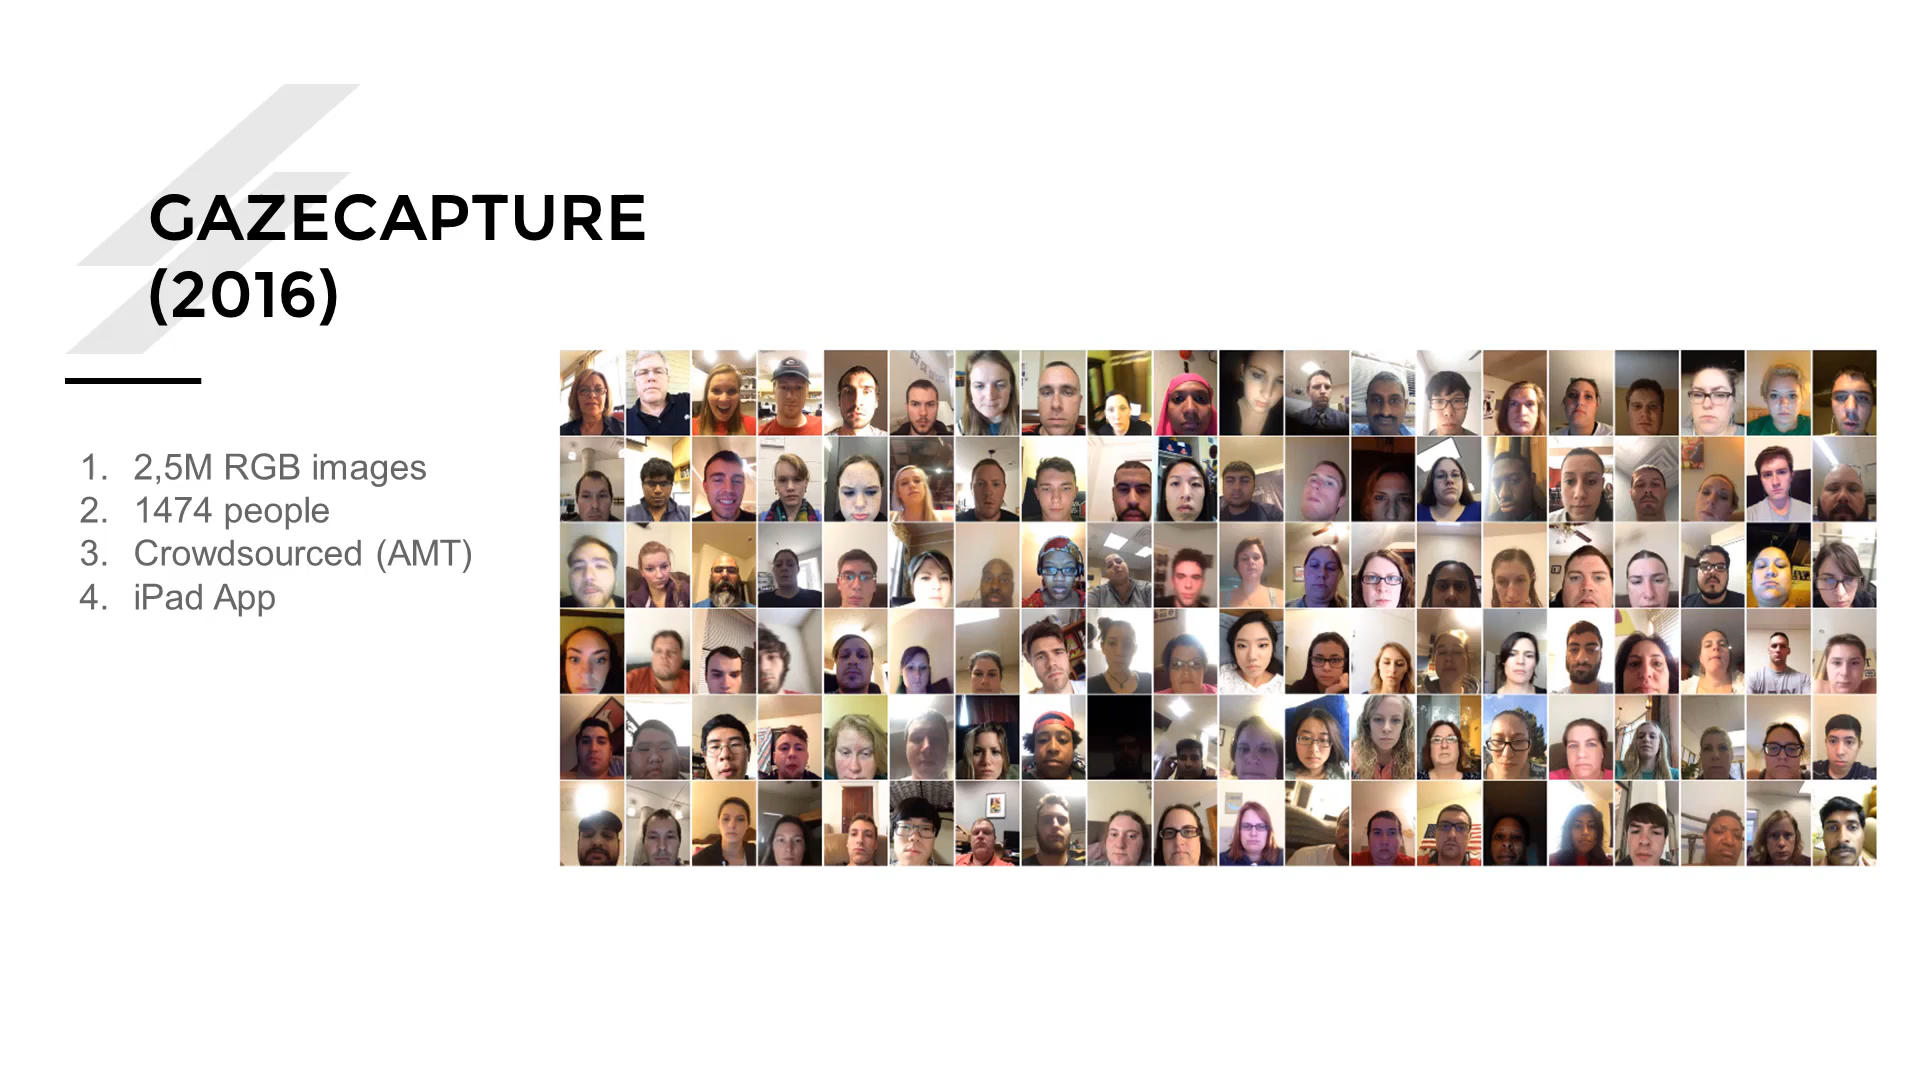 GAZECAPTURE
(2016)
1. 2,5M RGB images
2. 1474 people
3. Crowdsourced (AMT)
4. iPad App